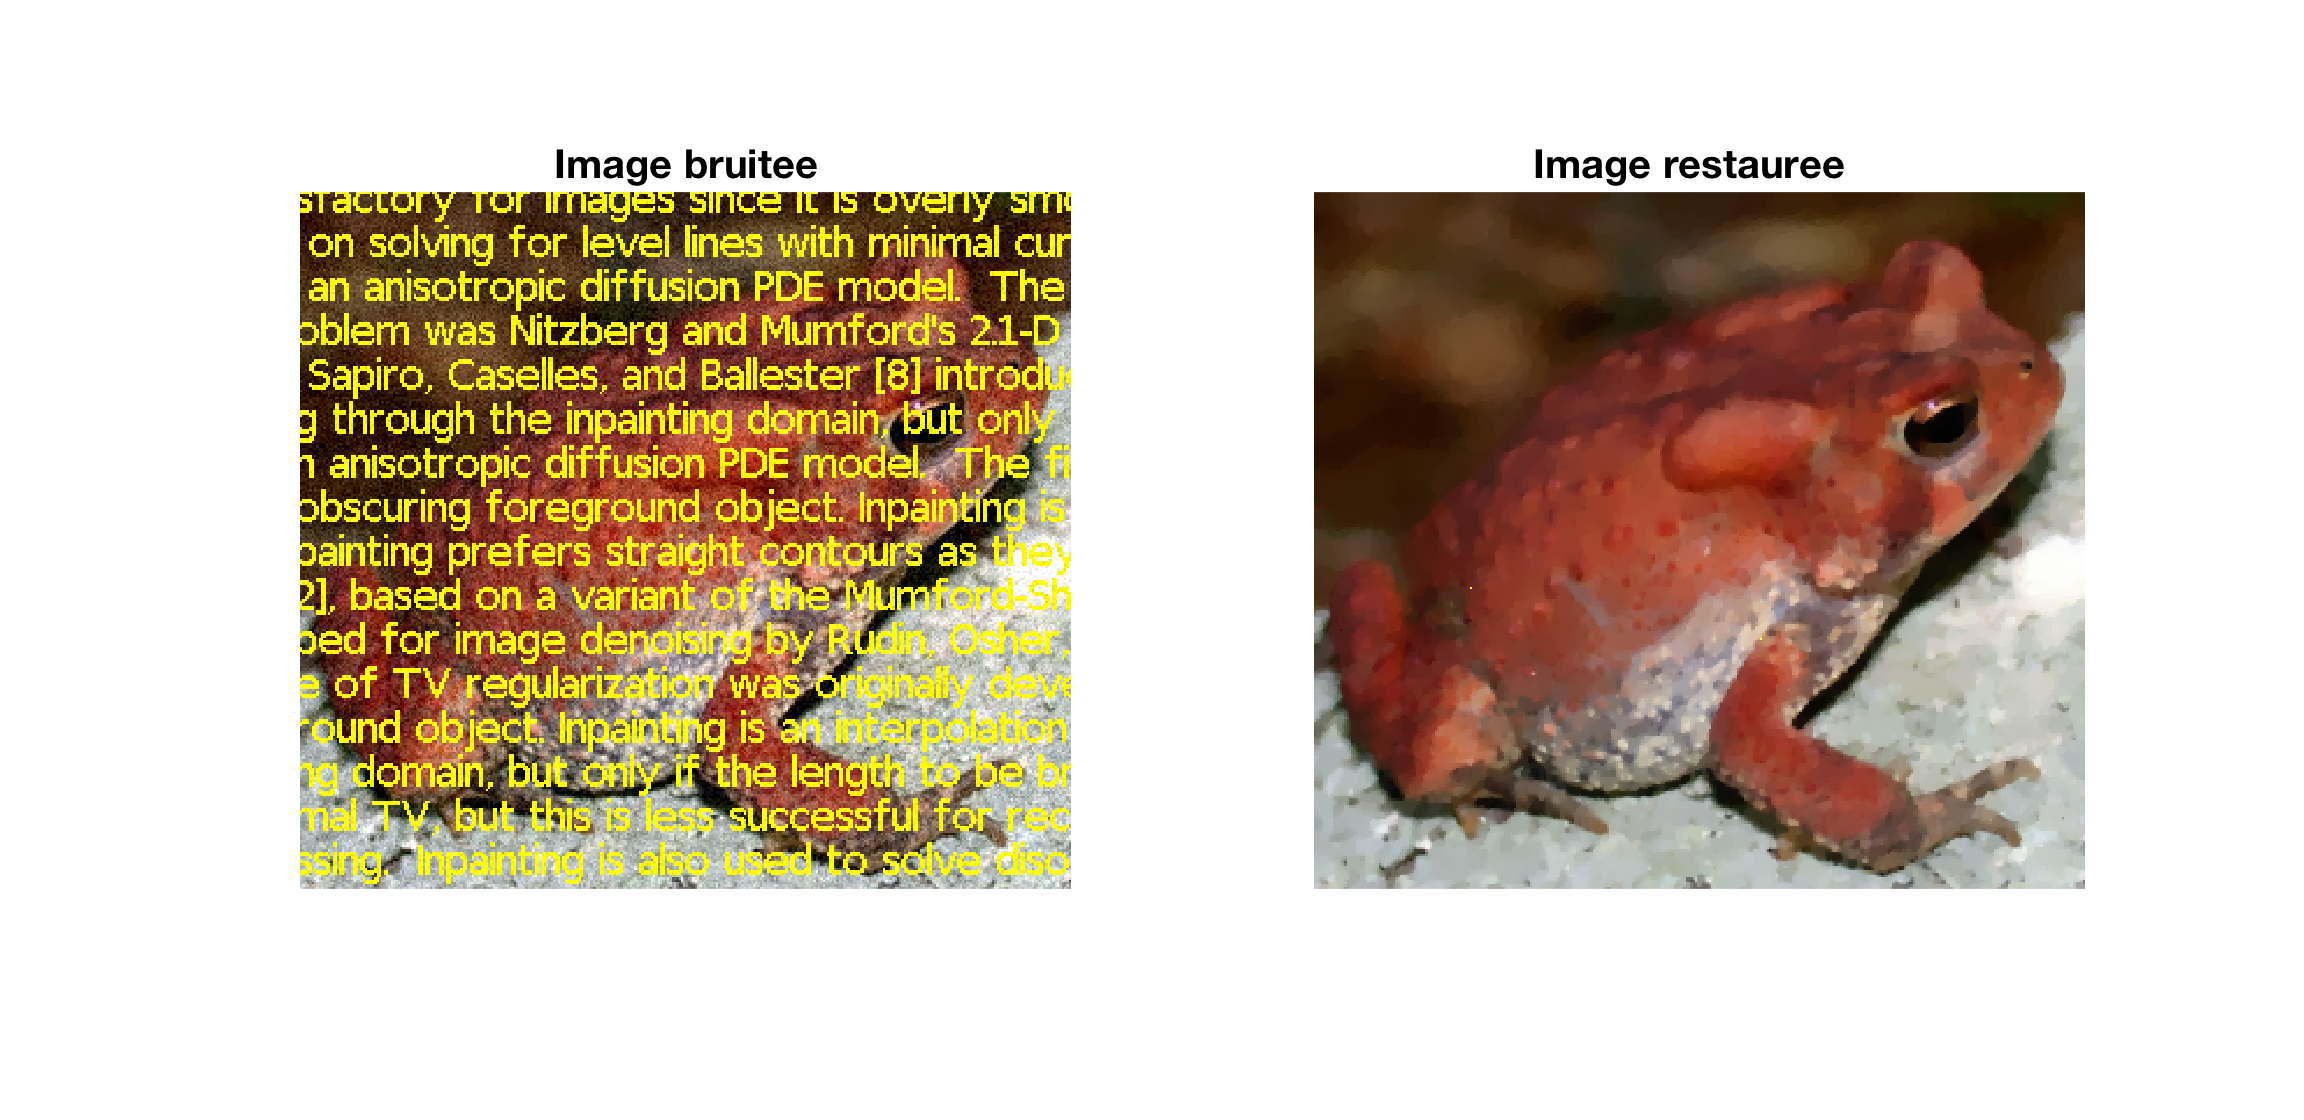 Image bruitee
sfactory for images since it is overly smo
on solving for level lines with minimal cur
an anisotropic diffusion PDE model. The
oblem was Nitzberg and Mumford's 2.1-D
Sapiro, Caselles, and Ballester [8] introduc
g through the inpainting domain, but only
n anisotropic diffusion PDE model. The fi
obscuring foreground object. Inpainting is
painting prefers straight contours as they
2], based on a variant of the Mumford-Sh
ped for image denoising by Rudin, Osher,
e of TV regularization was originally deve
round object. Inpainting is an interpolation
ng domain, but only if the length to be br
mal TV, but this is less successful for rec
ssing. Inpainting is also used to solve diso
Image restauree